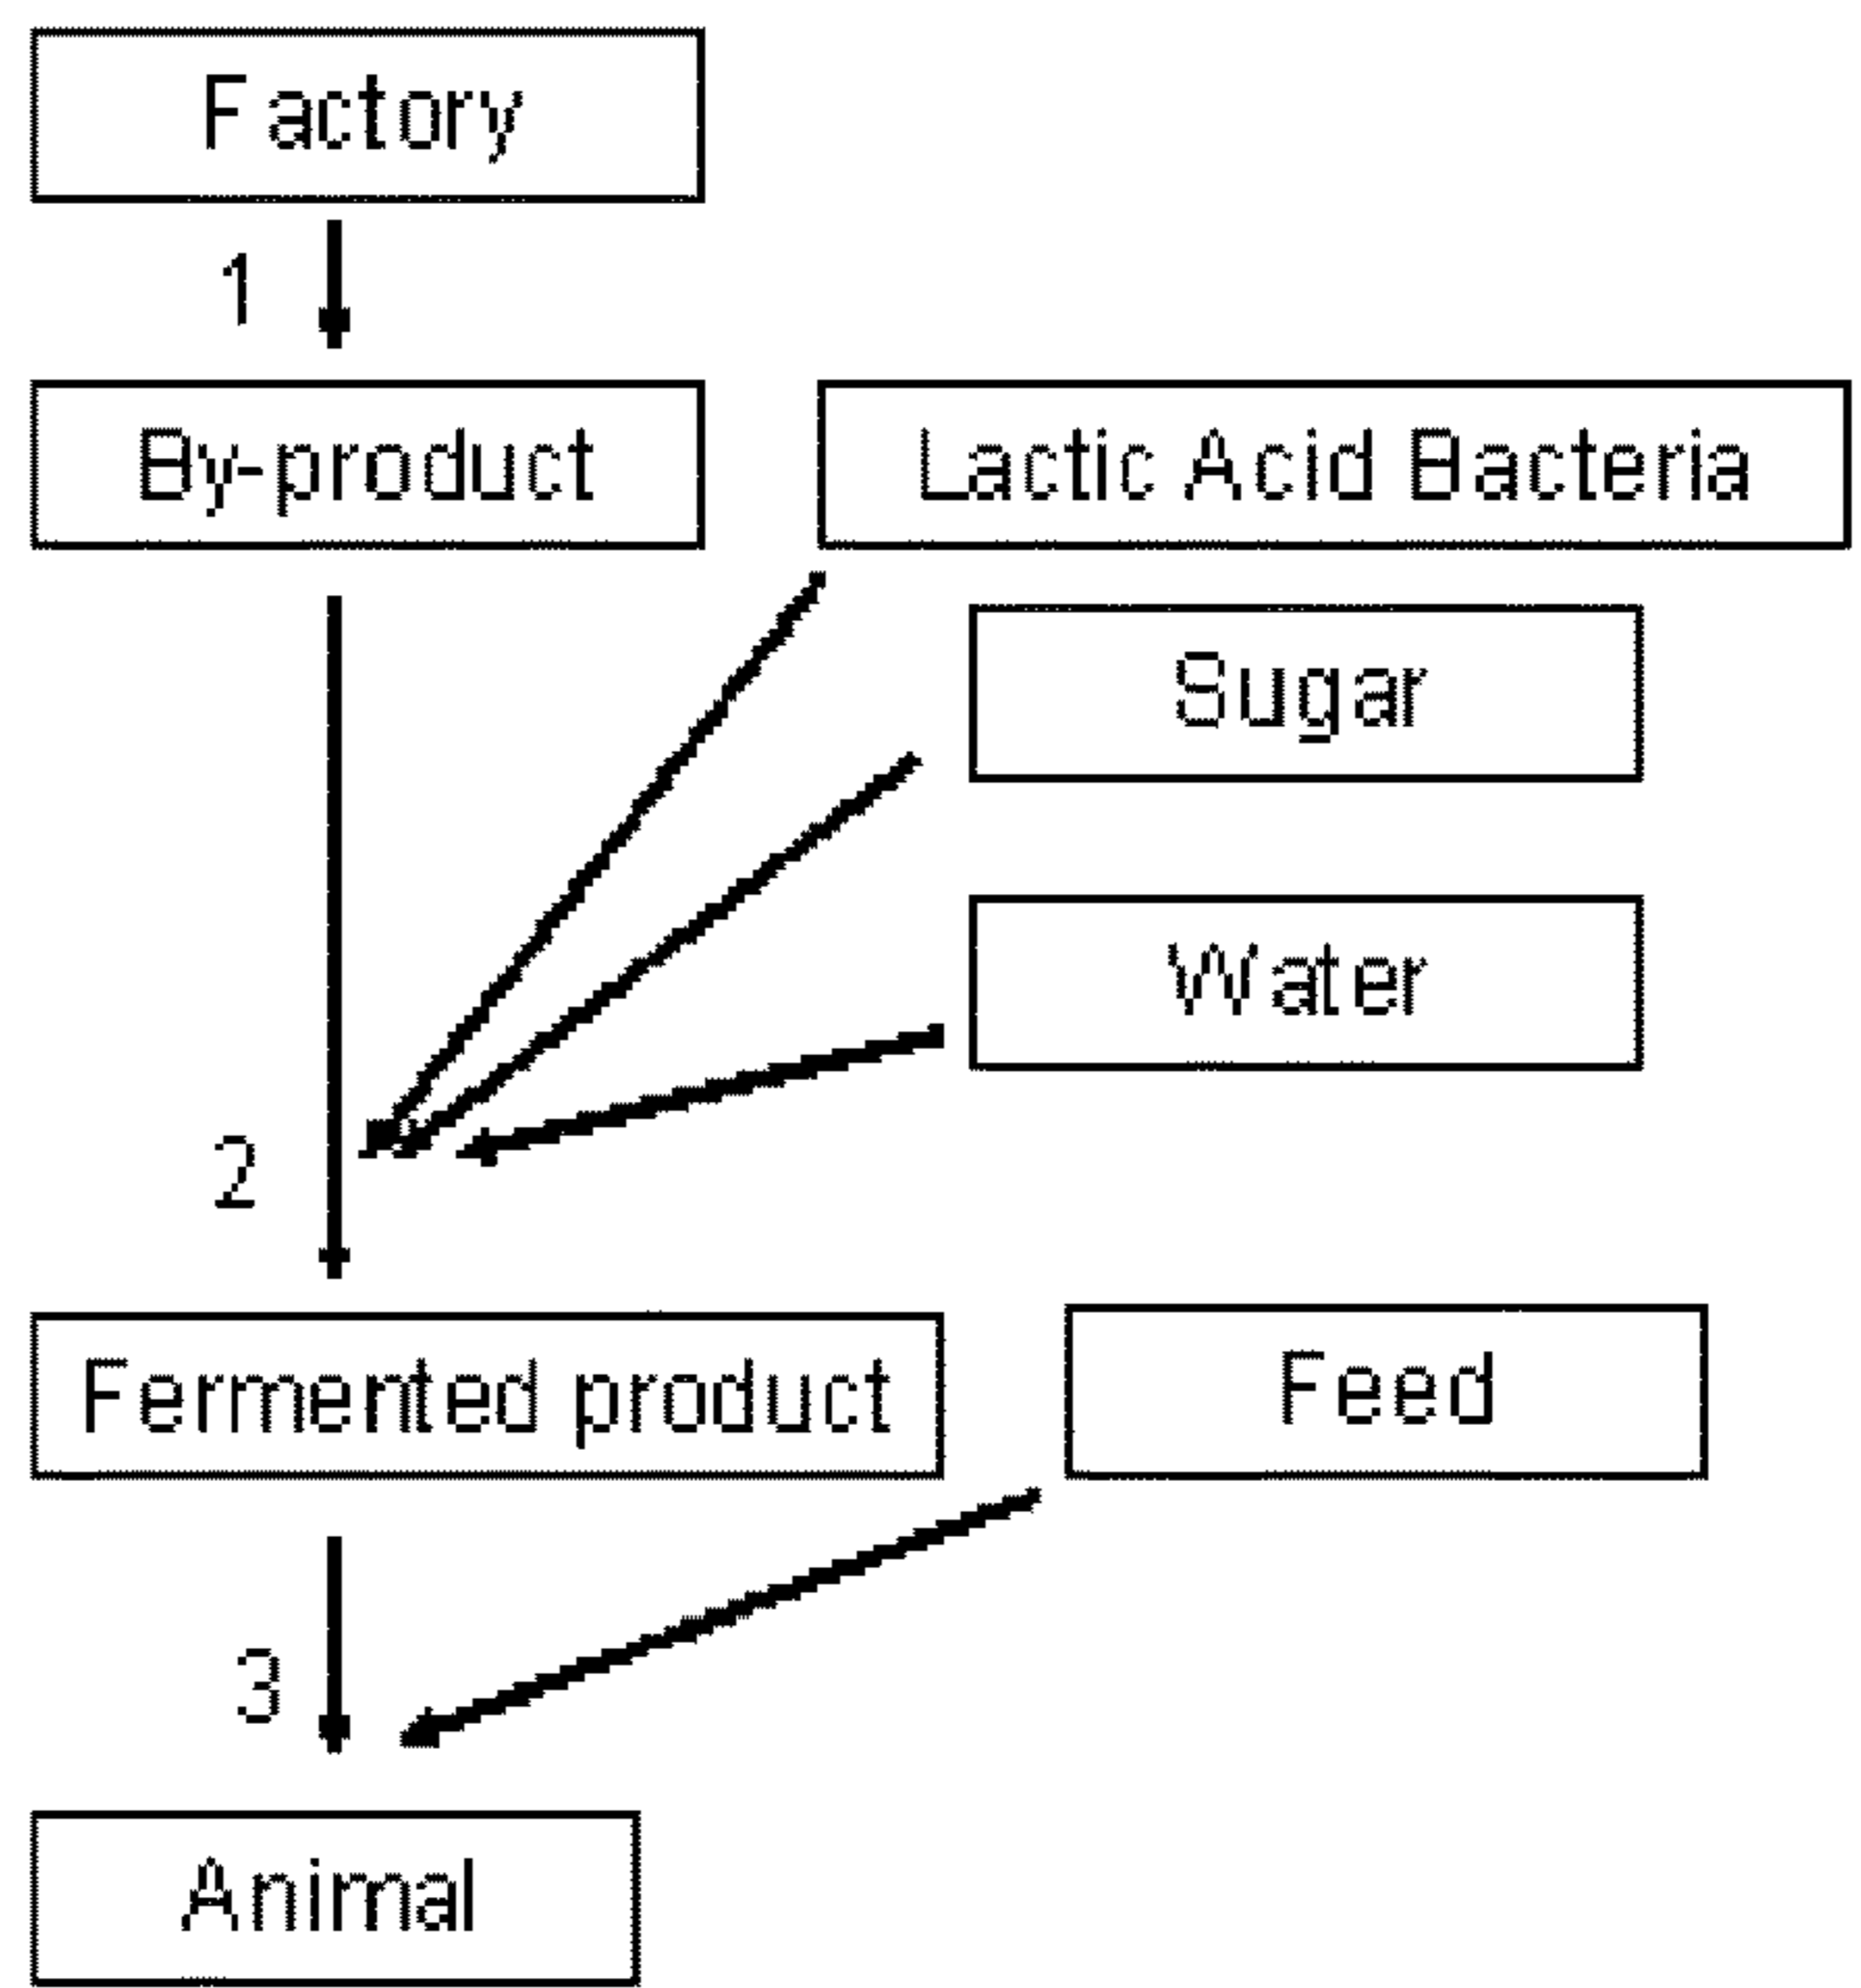 Factory
1
By-product
Lactic Acid Bacteria
Sugar
Water
2
Fermented product
Feed
3
Animal